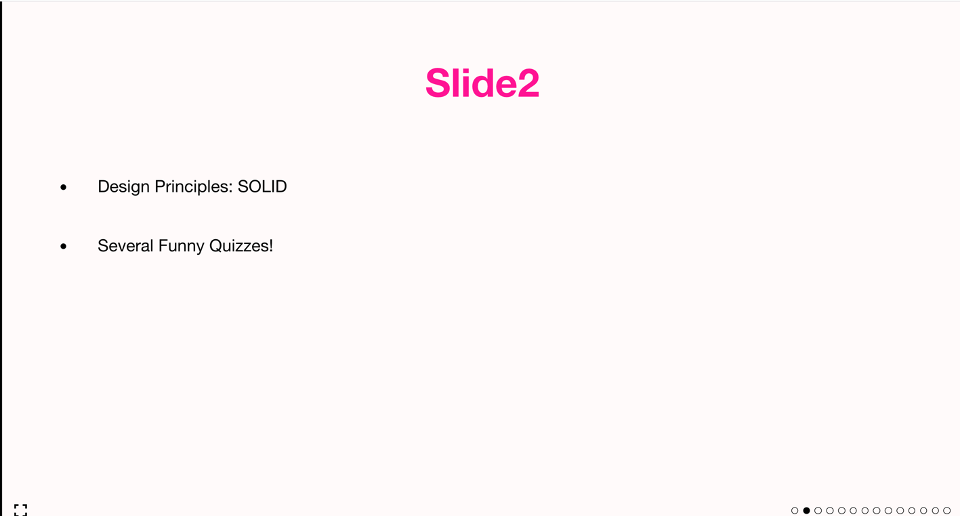 Slide2
Design Principles: SOLID
Several Funny Quizzes!